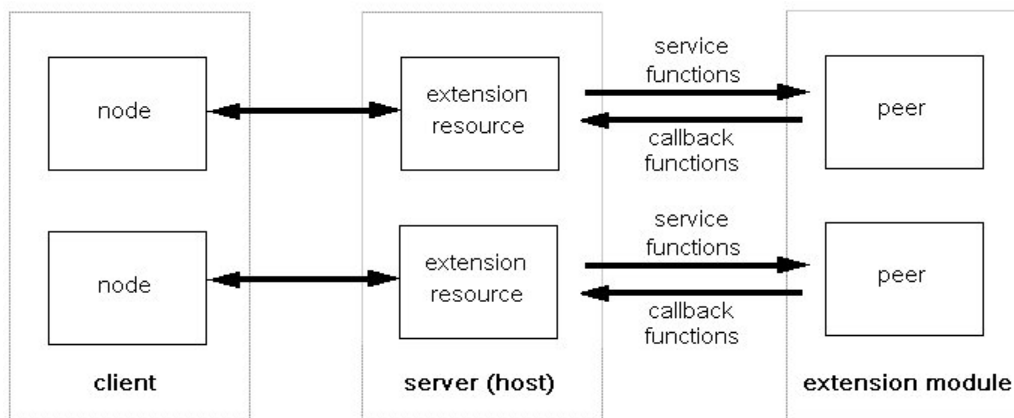 service
functions
node
extension
resource
peer
callback
functions
service
functions
node
extension
resource
peer
callback
functions
client
server (host)
extension module